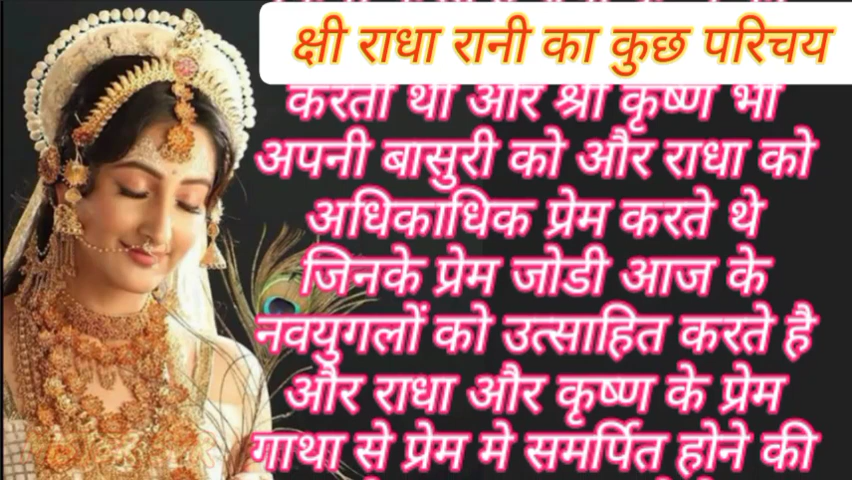 क्षी राधा रानी का कुछ परिचय
करती थी और श्री कृष्ण भी
अपनी बासुरी को और राधा को
अधिकाधिक प्रेम करते थे
जिनके प्रेम जोडी आज के
नवयुगलों को उत्साहित करते है
और राधा और कृष्ण के प्रेम
गाथा से प्रेम मे समर्पित होने की